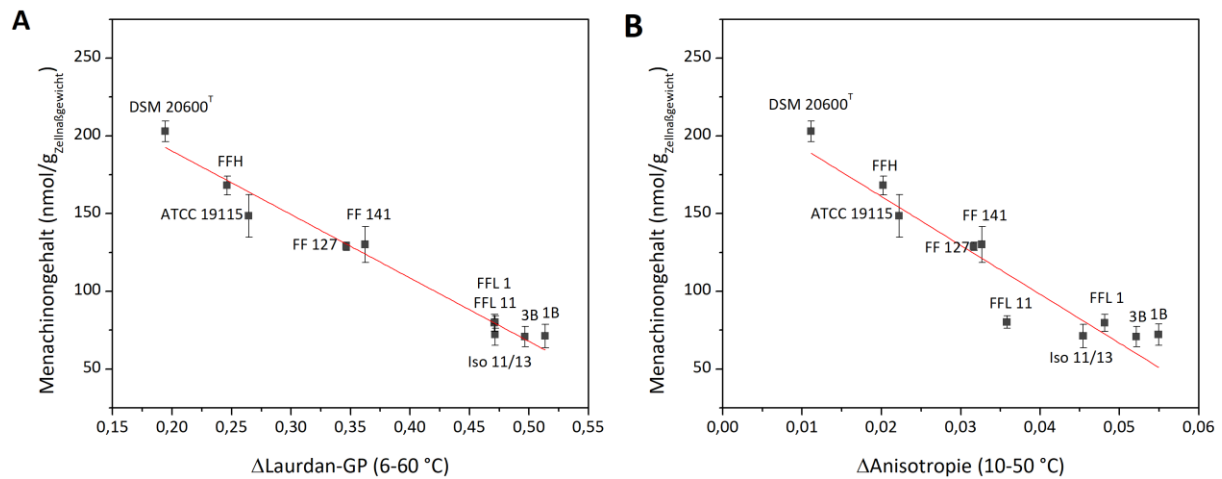 A
Menachinongehalt (nmol/g Zellnaßgewicht)
250
200
150
100
50
DSM 20600T
FFH
ATCC 19115
FF 141
FF 127
FFL 1
FFL 11
3B 1B
Iso 11/13
0,15 0,20 0,25 0,30 0,35 0,40 0,45 0,50 0,55
ΔLaurdan-GP (6-60 °C)
B
Menachinongehalt (nmol/g Zellnaßgewicht)
250
200
150
100
50
DSM 20600T
FFH
ATCC 19115
FF 141
FF 127
FFL 11
FFL 1
3B 1B
Iso 11/13
0,00 0,01 0,02 0,03 0,04 0,05 0,06
ΔAnisotropie (10-50 °C)